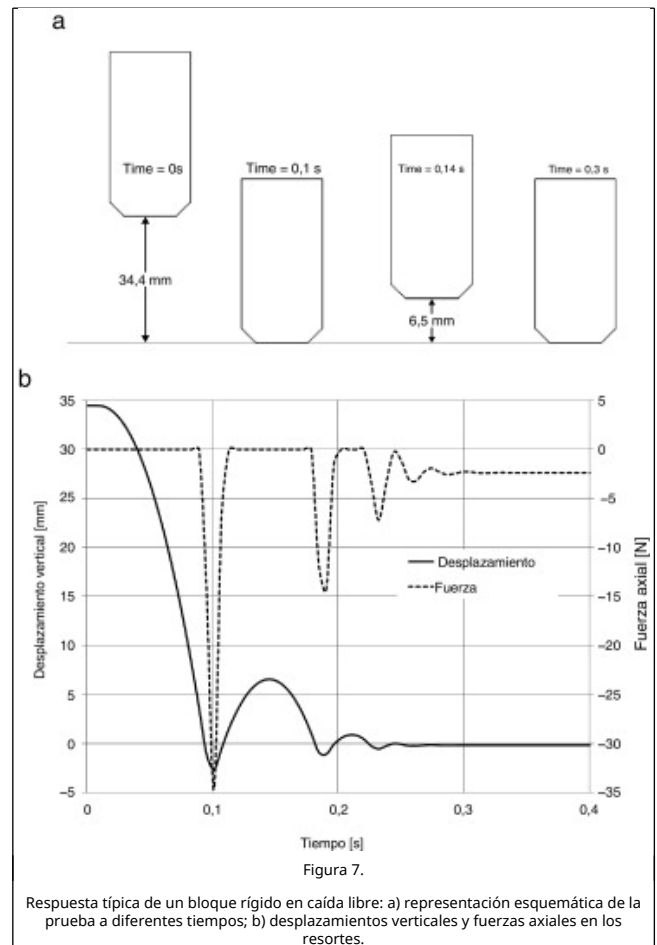 a
Time = 0s
Time = 0,1 s
Time = 0,14 s
Time = 0,3 s
34,4 mm
6,5 mm
b
35
30
25
20
15
10
5
0
–5
Desplazamiento vertical [mm]
5
0
–5
–10
–15
–20
–25
–30
–35
Fuerza axial [N]
Desplazamiento
Fuerza
0
0,1
0,2
0,3
0,4
Tiempo [s]
Figura 7.
Respuesta típica de un bloque rígido en caída libre: a) representación esquemática de la
prueba a diferentes tiempos; b) desplazamientos verticales y fuerzas axiales en los
resortes.